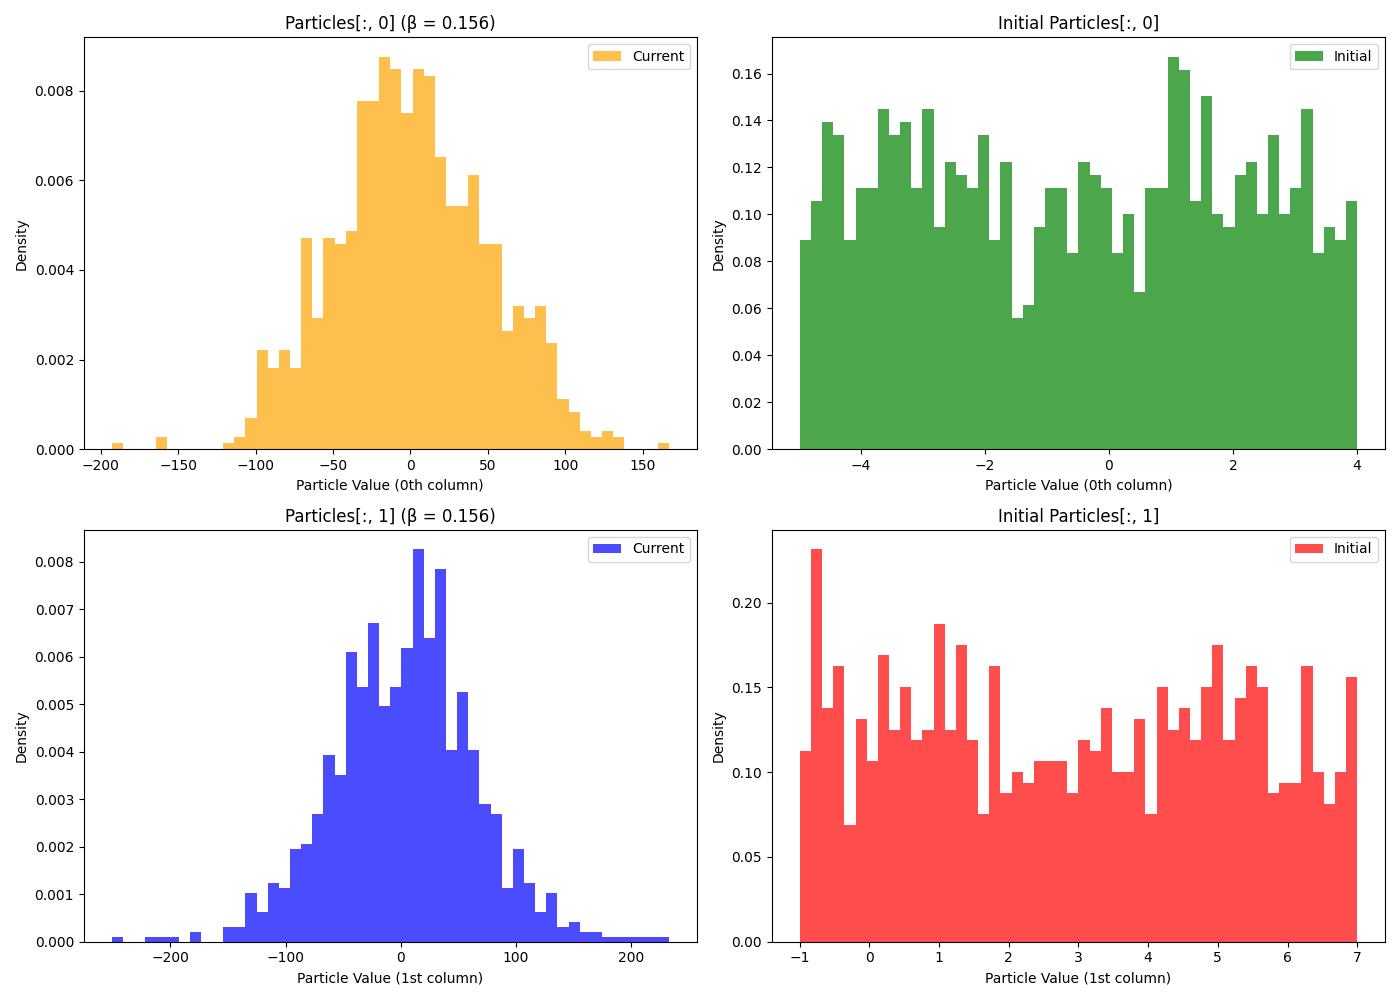 Particles[:, 0] (β = 0.156)
Current
Density
0.008
0.006
0.004
0.002
0.000
−200 −150 −100 −50 0 50 100 150
Particle Value (0th column)
Initial Particles[:, 0]
Initial
Density
0.16
0.14
0.12
0.10
0.08
0.06
0.04
0.02
0.00
−4 −2 0 2 4
Particle Value (0th column)
Particles[:, 1] (β = 0.156)
Current
Density
0.008
0.007
0.006
0.005
0.004
0.003
0.002
0.001
0.000
−200 −100 0 100 200
Particle Value (1st column)
Initial Particles[:, 1]
Initial
Density
0.20
0.15
0.10
0.05
0.00
−1 0 1 2 3 4 5 6 7
Particle Value (1st column)